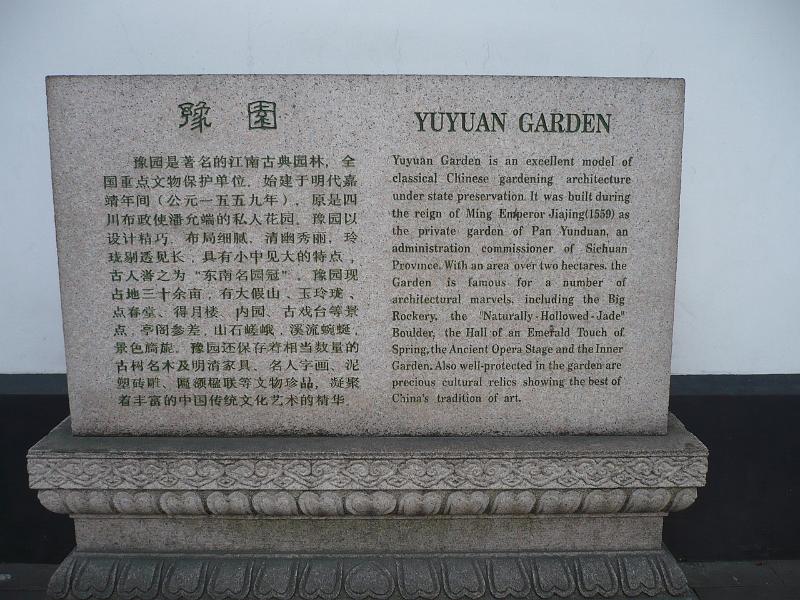 豫園
豫园是著名的江南古典园林，全
国重点文物保护单位，始建于明代嘉
靖年间（公元一五五九年），原是四
川布政使潘允端的私人花园。豫园以
设计精巧、布局细腻，清幽秀丽、玲
珑剔透见长，具有小中见大的特点，
古人誉之为“东南名园冠”。豫园现
占地三十余亩，有大假山、玉玲珑、
点春堂、得月楼、内园、古戏台等景
点，亭阁参差，山石嵯峨，溪流蜿蜒，
景色旖旎。豫园还保存着相当数量的
古树名木及明清家具、名人字画、泥
塑砖雕、匾额楹联等文物珍品，凝聚
着丰富的中国传统文化艺术的精华。
YUYUAN GARDEN
Yuyuan Garden is an excellent model of
classical Chinese gardening architecture
under state preservation. It was built during
the reign of Ming Emperor Jiajing(1559) as
the private garden of Pan Yunduan, an
administration commissioner of Sichuan
Province. With an area over two hectares, the
Garden is famous for a number of
architectural marvels, including the Big
Rockery, the "Naturally-Hollowed-Jade"
Boulder, the Hall of an Emerald Touch of
Spring, the Ancient Opera Stage and the Inner
Garden. Also well-protected in the garden are
precious cultural relics showing the best of
China's tradition of art.